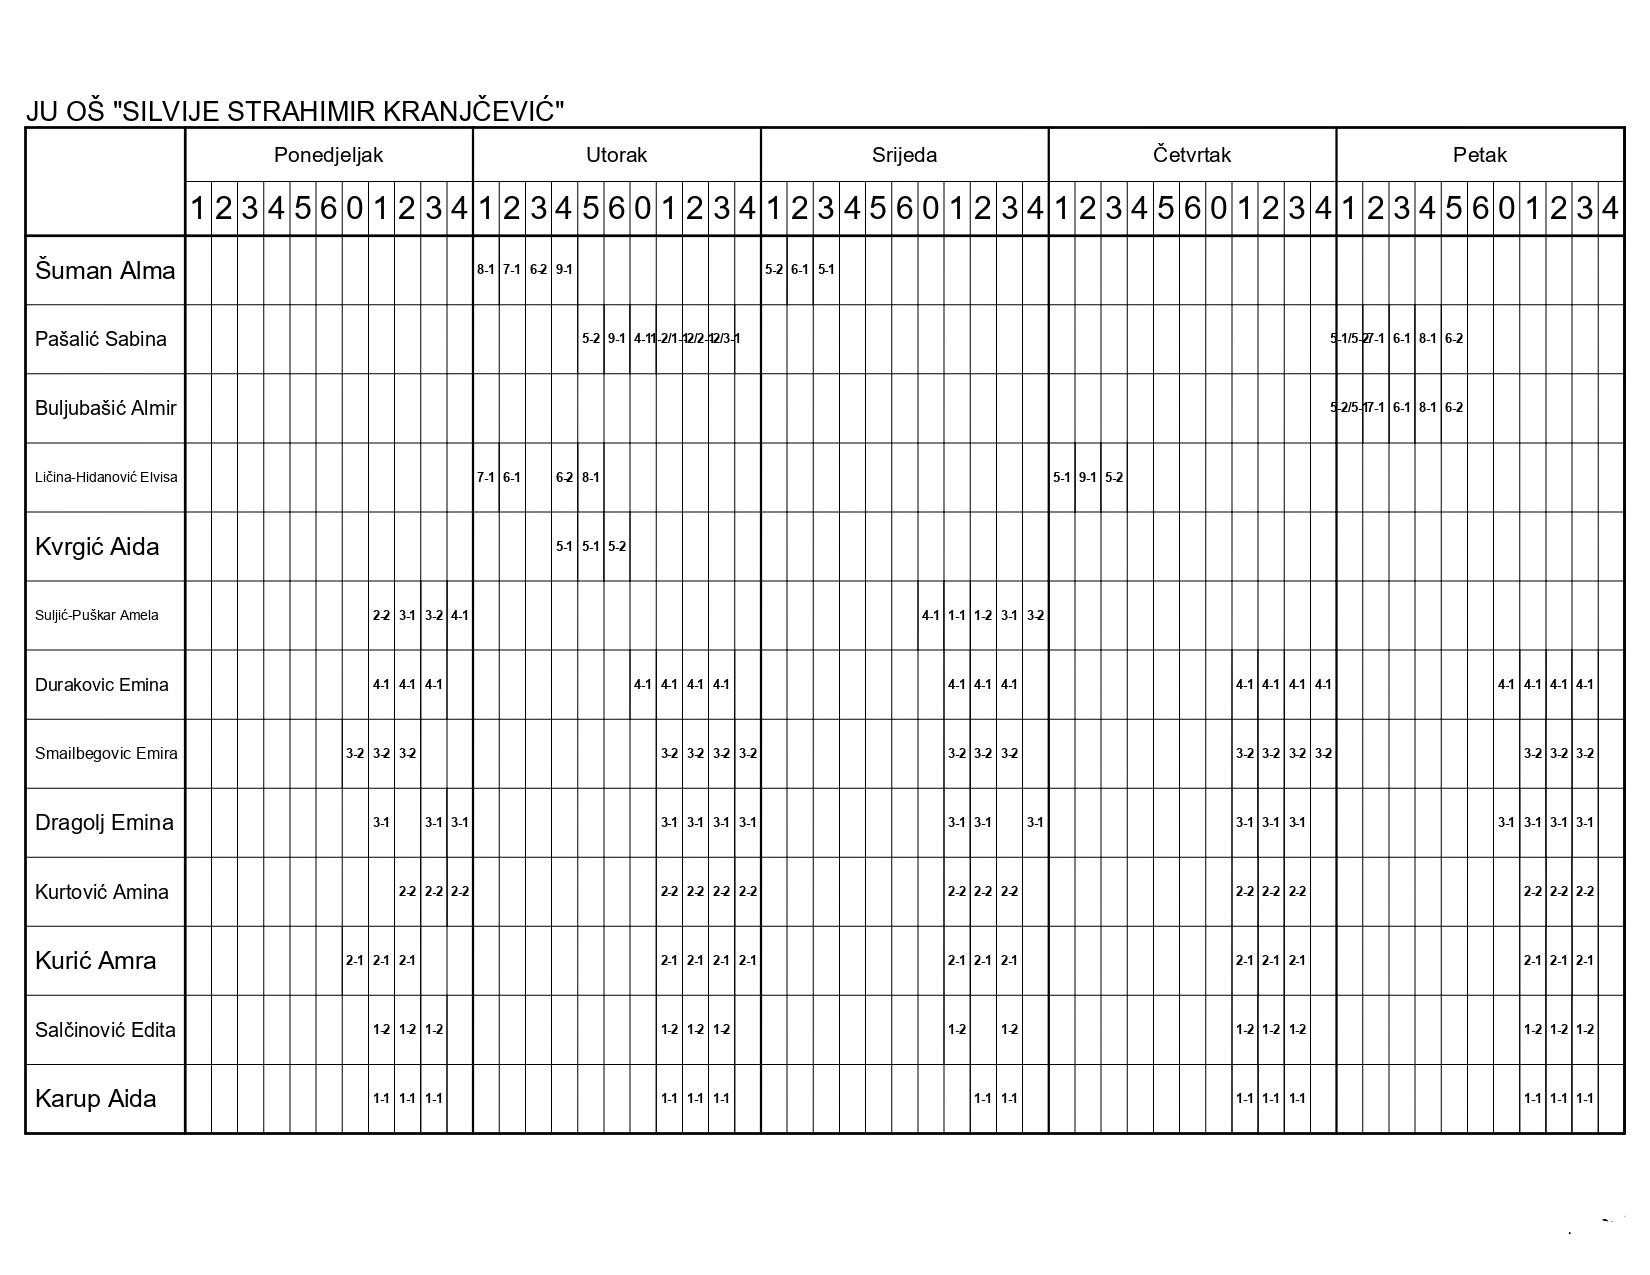 JU OŠ "SILVIJE STRAHIMIR KRANJČEVIĆ"
Ponedjeljak Utorak Srijeda Četvrtak Petak
1 2 3 4 5 6 0 1 2 3 4 1 2 3 4 5 6 0 1 2 3 4 1 2 3 4 5 6 0 1 2 3 4 1 2 3 4 5 6 0 1 2 3 4 1 2 3 4 5 6 0 1 2 3 4
Šuman Alma 8-1 7-1 6-2 9-1 5-2 6-1 5-1
Pašalić Sabina 5-2 9-1 4-1 5-1/5-2 7-1 6-1 8-1 6-2
Buljubašić Almir 5-2/5-1 7-1 6-1 8-1 6-2
Ličina-Hidanović Elvisa 7-1 6-1 6-2 8-1 5-1 9-1 5-2
Kvrgić Aida 5-1 5-1 5-2
Suljić-Puškar Amela 2-2 3-1 3-2 4-1 4-1 1-1 1-2 3-1 3-2
Durakovic Emina 4-1 4-1 4-1 4-1 4-1 4-1 4-1 4-1 4-1 4-1 4-1 4-1 4-1 4-1 4-1 4-1 4-1 4-1
Smailbegovic Emira 3-2 3-2 3-2 3-2 3-2 3-2 3-2 3-2 3-2 3-2 3-2 3-2 3-2 3-2 3-2 3-2 3-2
Dragolj Emina 3-1 3-1 3-1 3-1 3-1 3-1 3-1 3-1 3-1 3-1 3-1 3-1 3-1 3-1 3-1 3-1 3-1
Kurtović Amina 2-2 2-2 2-2 2-2 2-2 2-2 2-2 2-2 2-2 2-2 2-2 2-2 2-2 2-2 2-2 2-2
Kurić Amra 2-1 2-1 2-1 2-1 2-1 2-1 2-1 2-1 2-1 2-1 2-1 2-1 2-1 2-1 2-1 2-1
Salčinović Edita 1-2 1-2 1-2 1-2 1-2 1-2 1-2 1-2 1-2 1-2 1-2 1-2 1-2 1-2
Karup Aida 1-1 1-1 1-1 1-1 1-1 1-1 1-1 1-1 1-1 1-1 1-1 1-1 1-1 1-1